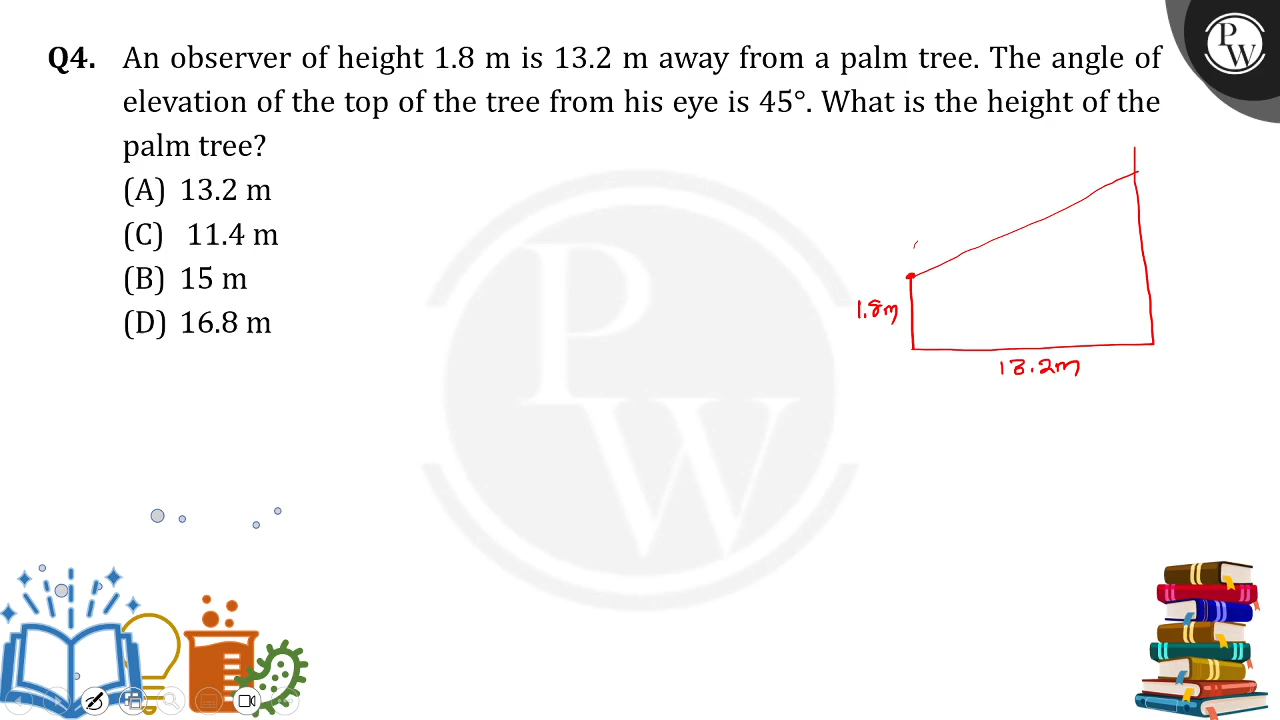 Q4. An observer of height 1.8 m is 13.2 m away from a palm tree. The angle of
elevation of the top of the tree from his eye is 45°. What is the height of the
palm tree?
(A) 13.2 m
(C) 11.4 m
(B) 15 m
(D) 16.8 m
1.8m
13.2m
P
W
P
W